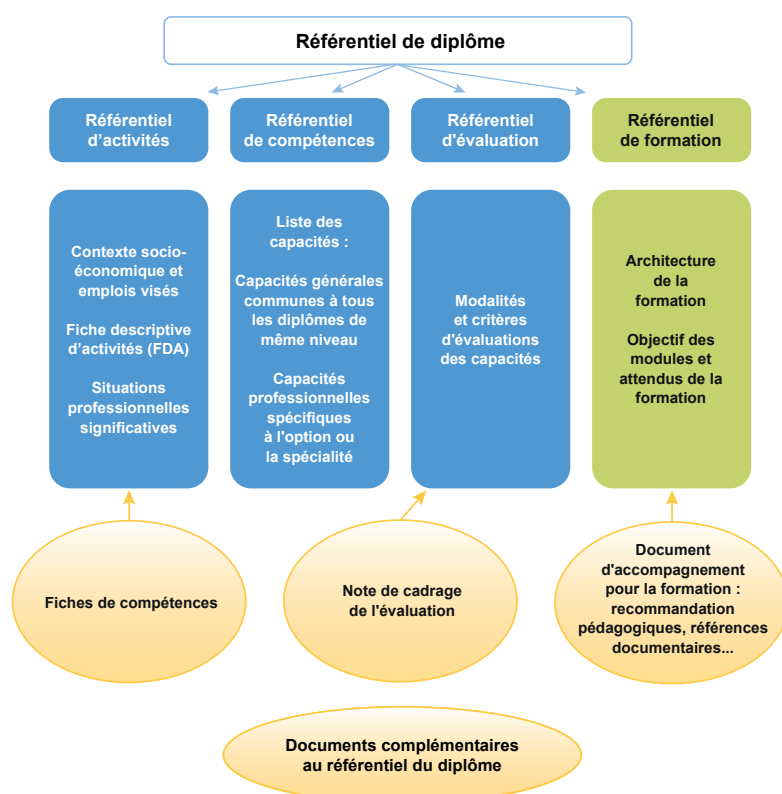 Référentiel de diplôme
Référentiel
d’activités
Référentiel
de compétences
Référentiel
d'évaluation
Référentiel
de formation
Contexte socio-
économique et
emplois visés
Fiche descriptive
d’activités (FDA)
Situations
professionnelles
significatives
Liste des
capacités :
Capacités générales
communes à tous
les diplômes de
même niveau
Capacités
professionnelles
spécifiques
à l'option ou
la spécialité
Modalités
et critères
d'évaluations
des capacités
Architecture
de la
formation
Objectif des
modules et
attendus de la
formation
Fiches de compétences
Note de cadrage
de l'évaluation
Document
d'accompagnement
pour la formation :
recommandation
pédagogiques, références
documentaires...
Documents complémentaires
au référentiel du diplôme